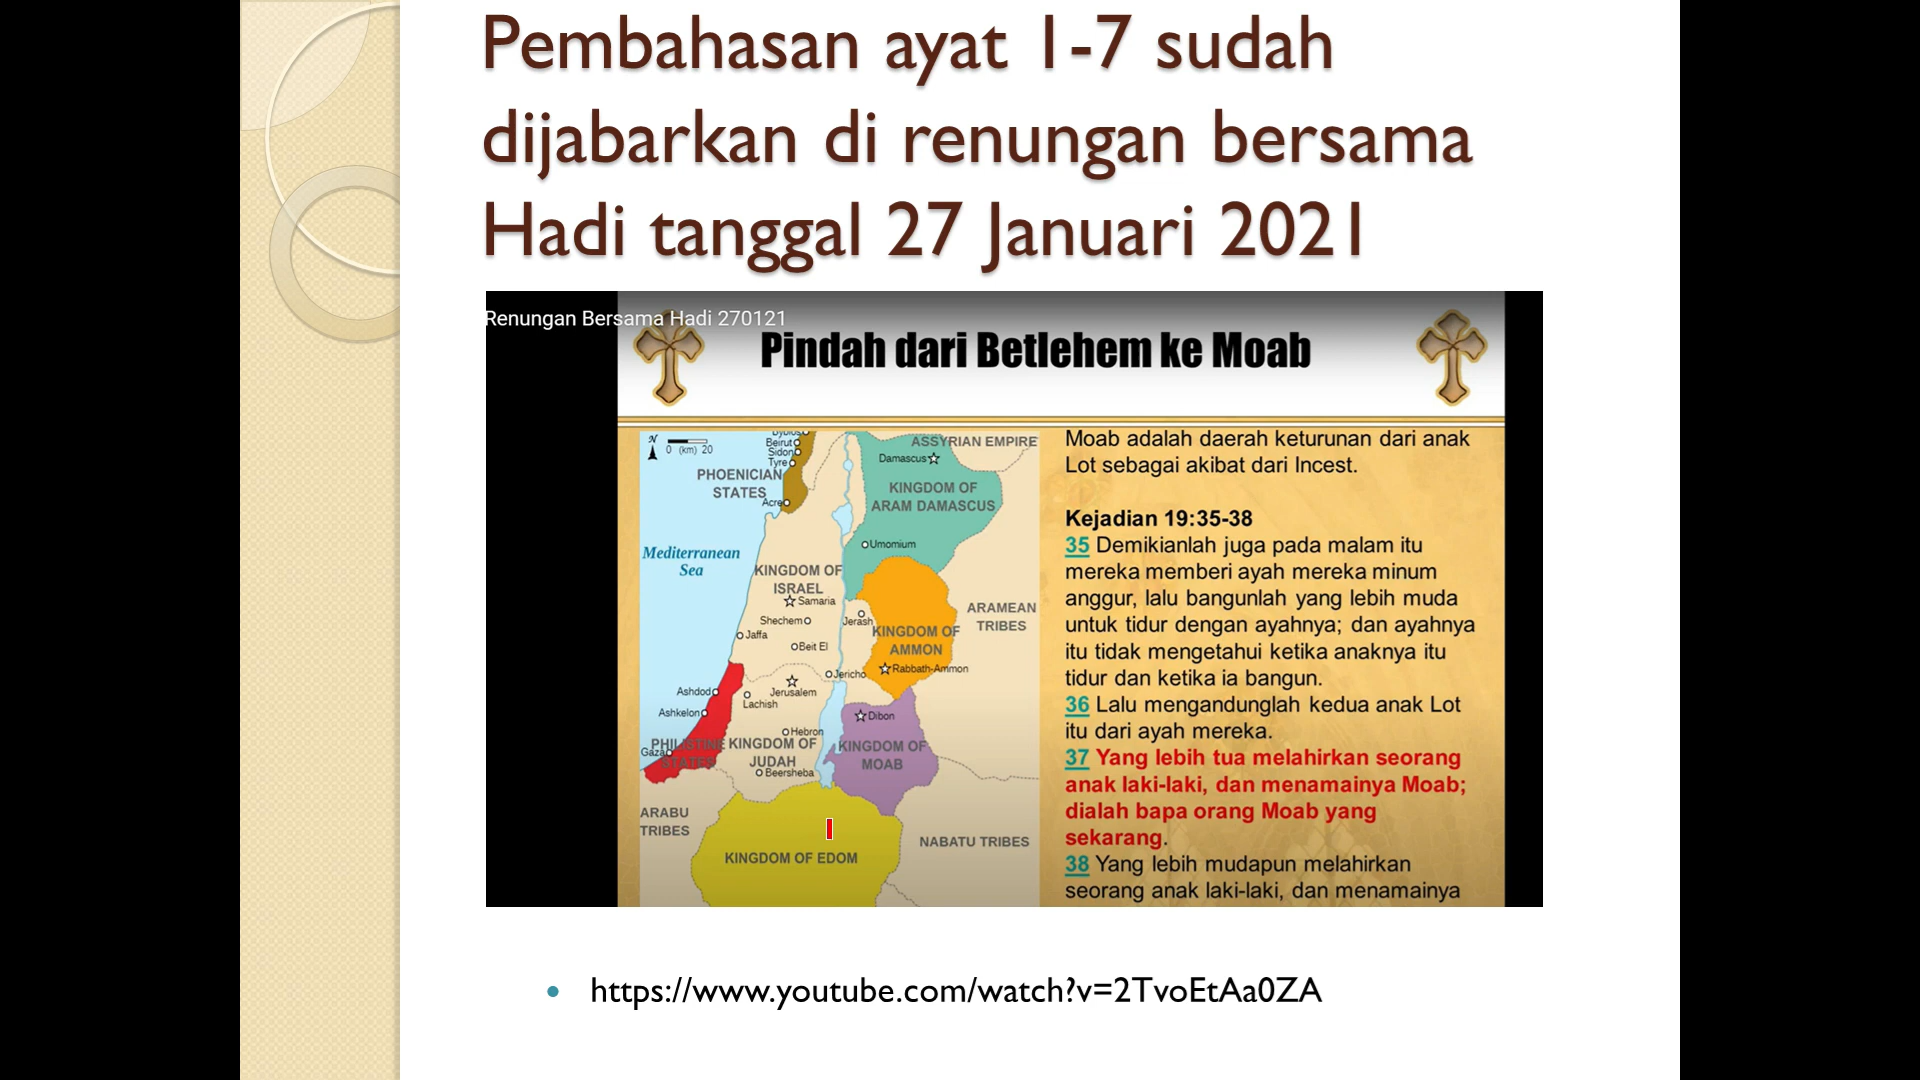 Pembahasan ayat 1-7 sudah
dijabarkan di renungan bersama
Hadi tanggal 27 Januari 2021
Renungan Bersama Hadi 270121
Pindah dari Betlehem ke Moab
N
0 (km) 20
Byblos
Beirut
Sidon
Tyre
PHOENICIAN
STATES
Acre
ASSYRIAN EMPIRE
Damascus
KINGDOM OF
ARAM DAMASCUS
Umomium
Mediterranean
Sea
KINGDOM OF
ISRAEL
Samaria
Shechem
Jerash
Jaffa
KINGDOM OF
AMMON
ARAMEAN
TRIBES
Beit El
Rabbath-Ammon
Jericho
Ashdod
Jerusalem
Lachish
Ashkelon
Dibon
Hebron
Gaza
PHILISTINE
STATES
KINGDOM OF
JUDAH
KINGDOM OF
MOAB
Beersheba
ARABU
TRIBES
NABATU TRIBES
KINGDOM OF EDOM
Moab adalah daerah keturunan dari anak
Lot sebagai akibat dari Incest.
Kejadian 19:35-38
35 Demikianlah juga pada malam itu
mereka memberi ayah mereka minum
anggur, lalu bangunlah yang lebih muda
untuk tidur dengan ayahnya; dan ayahnya
itu tidak mengetahui ketika anaknya itu
tidur dan ketika ia bangun.
36 Lalu mengandunglah kedua anak Lot
itu dari ayah mereka.
37 Yang lebih tua melahirkan seorang
anak laki-laki, dan menamainya Moab;
dialah bapa orang Moab yang
sekarang.
38 Yang lebih mudapun melahirkan
seorang anak laki-laki, dan menamainya
https://www.youtube.com/watch?v=2TvoEtAa0ZA